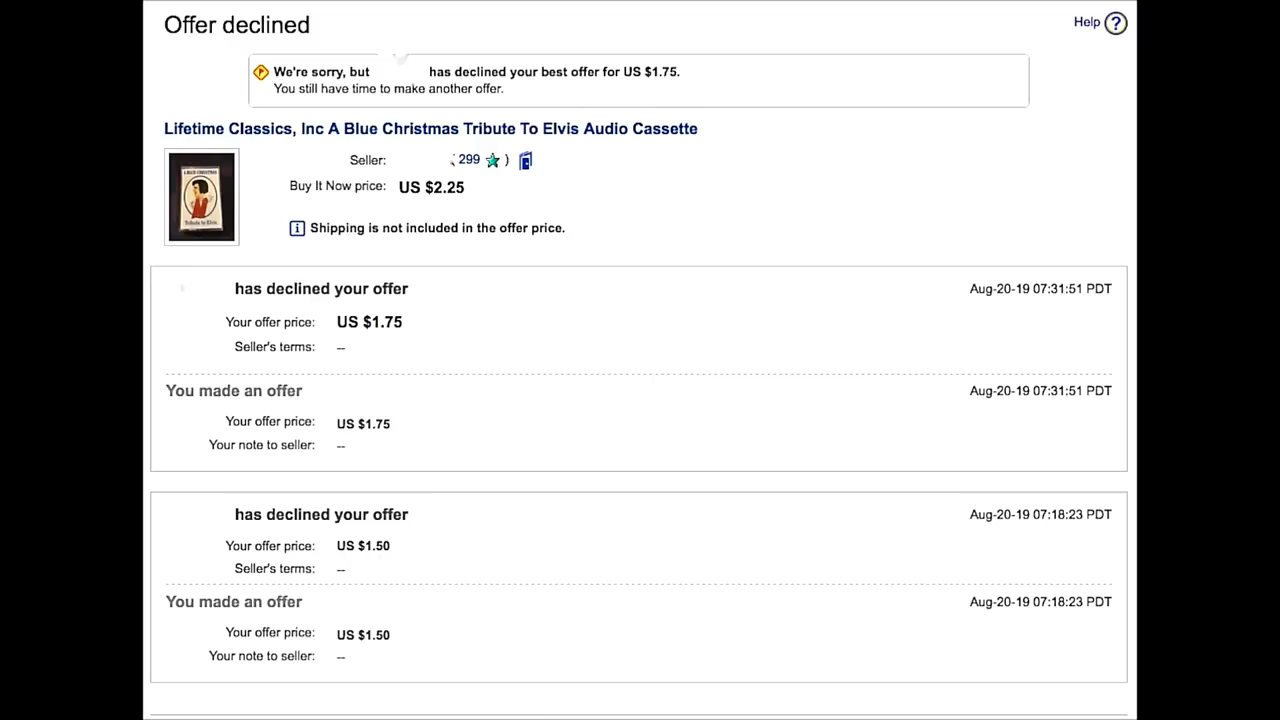 Offer declined
Help ?
We're sorry, but has declined your best offer for US $1.75.
You still have time to make another offer.
Lifetime Classics, Inc A Blue Christmas Tribute To Elvis Audio Cassette
A BLUE CHRISTMAS
Tribute to Elvis
Seller: ( 299 )
Buy It Now price: US $2.25
Shipping is not included in the offer price.
has declined your offer Aug-20-19 07:31:51 PDT
Your offer price: US $1.75
Seller's terms: --
You made an offer Aug-20-19 07:31:51 PDT
Your offer price: US $1.75
Your note to seller: --
has declined your offer Aug-20-19 07:18:23 PDT
Your offer price: US $1.50
Seller's terms: --
You made an offer Aug-20-19 07:18:23 PDT
Your offer price: US $1.50
Your note to seller: --